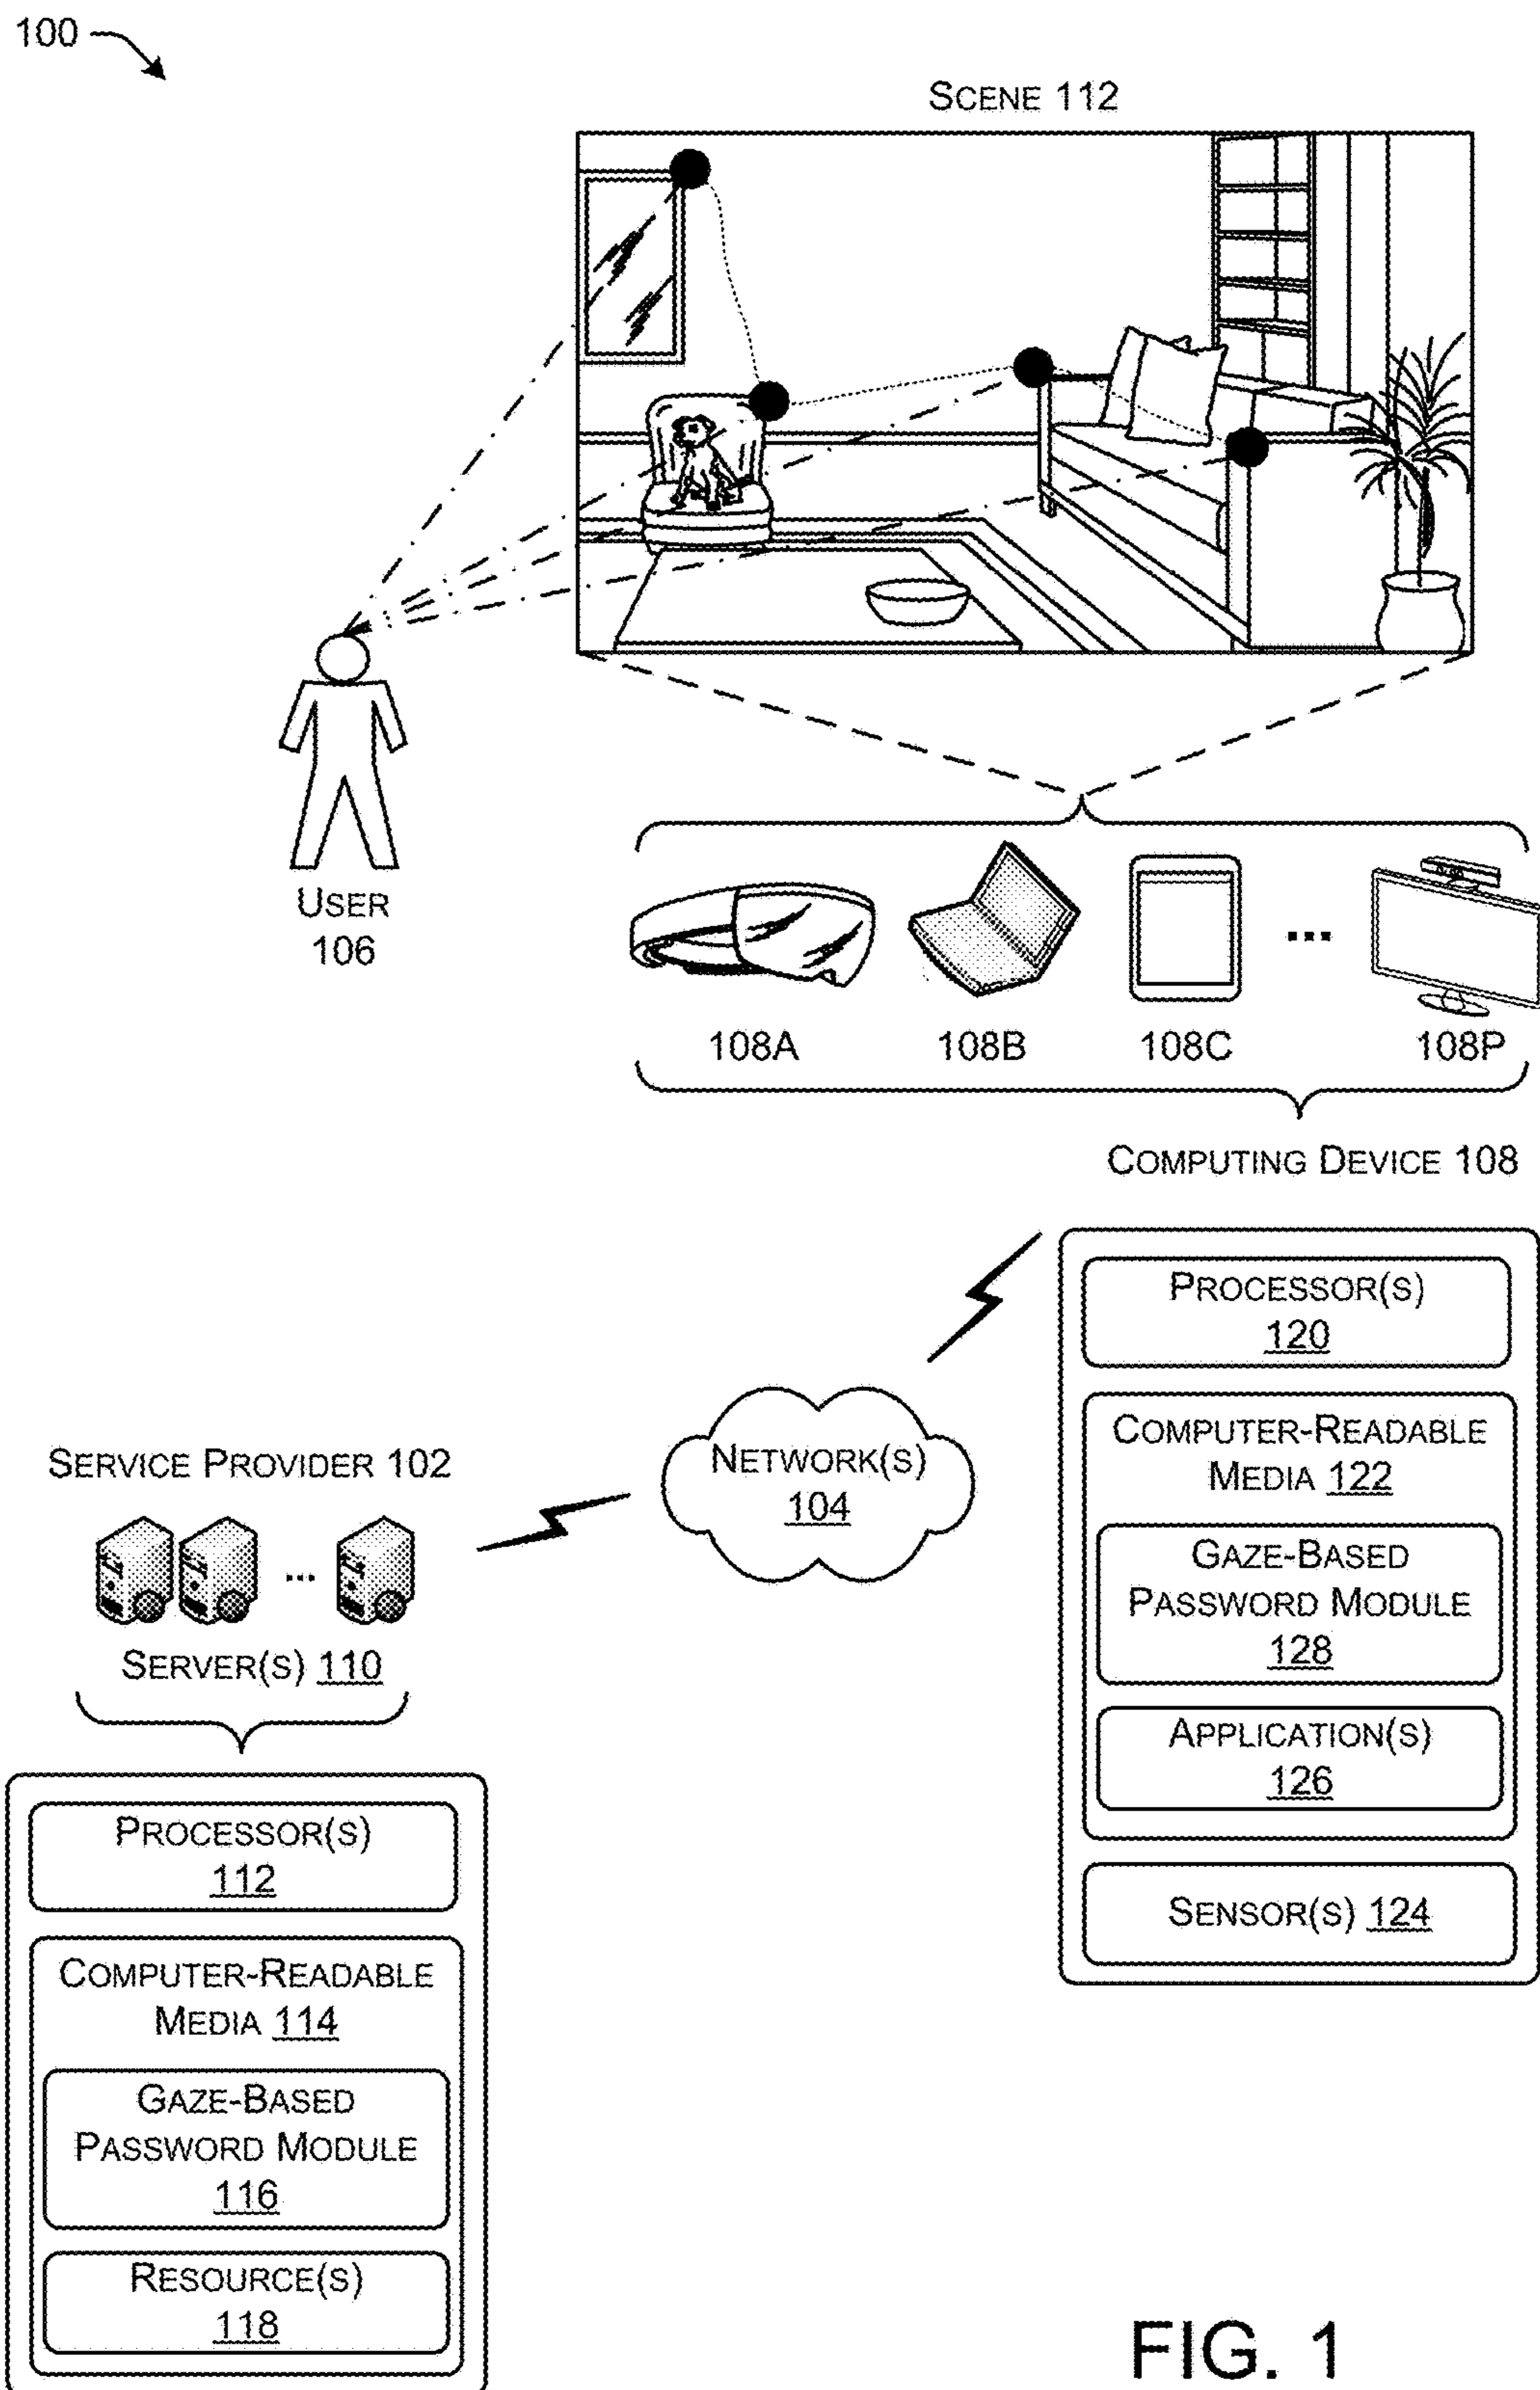 100
SCENE 112
USER
106
108A 108B 108C ... 108P
COMPUTING DEVICE 108
PROCESSOR(S)
120
COMPUTER-READABLE
MEDIA 122
GAZE-BASED
PASSWORD MODULE
128
APPLICATION(S)
126
SENSOR(S) 124
NETWORK(S)
104
SERVICE PROVIDER 102
...
SERVER(S) 110
PROCESSOR(S)
112
COMPUTER-READABLE
MEDIA 114
GAZE-BASED
PASSWORD MODULE
116
RESOURCE(S)
118
FIG. 1